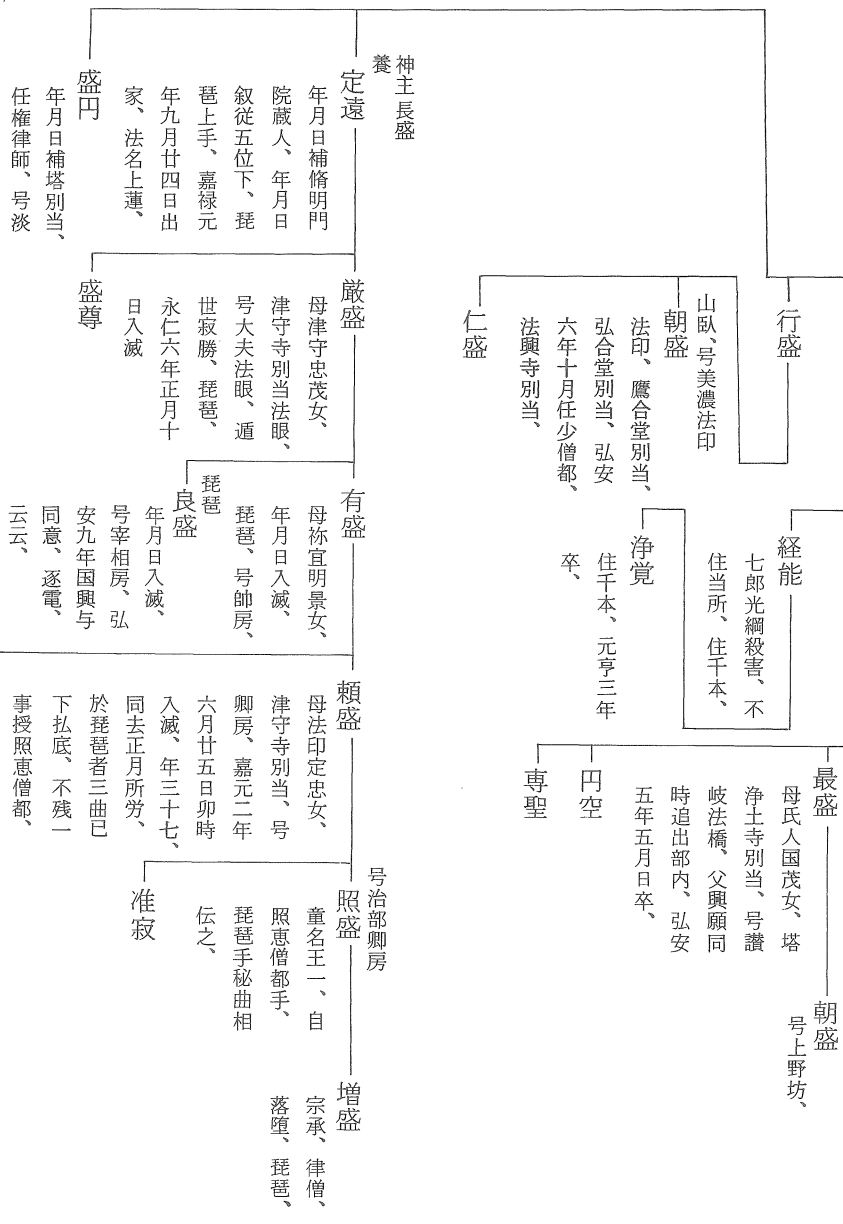 行盛
山臥、号美濃法印
朝盛
法印、鷹合堂別当、
弘合堂別当、弘安
六年十月任少僧都、
法興寺別当、
仁盛
経能
七郎光綱殺害、不
住当所、住千本、
浄覚
住千本、元亨三年
卒、
最盛
母氏人国茂女、塔
浄土寺別当、号讃
岐法橋、父興願同
時追出部内、弘安
五年五月日卒、
円空
専聖
朝盛
号上野坊、
神主長盛
養
定遠
年月日補脩明門
院蔵人、年月日
叙従五位下、琵
琶上手、嘉禄元
年九月廿四日出
家、法名上蓮、
盛円
年月日補塔別当、
任権律師、号淡
厳盛
母津守忠茂女、
津守寺別当法眼、
号大夫法眼、遁
世寂勝、琵琶、
永仁六年正月十
日入滅
盛尊
有盛
母祢宜明景女、
年月日入滅、
琵琶、号帥房、
琵琶
良盛
年月日入滅、
号宰相房、弘
安九年国興与
同意、逐電、
云云、
頼盛
母法印定忠女、
津守寺別当、号
卿房、嘉元二年
六月廿五日卯時
入滅、年三十七、
同去正月所労、
於琵琶者三曲已
下払底、不残一
事授照恵僧都、
号治部卿房
照盛
童名王一、自
照恵僧都手、
琵琶手秘曲相
伝之、
准寂
増盛
宗承、律僧、
落堕、琵琶、